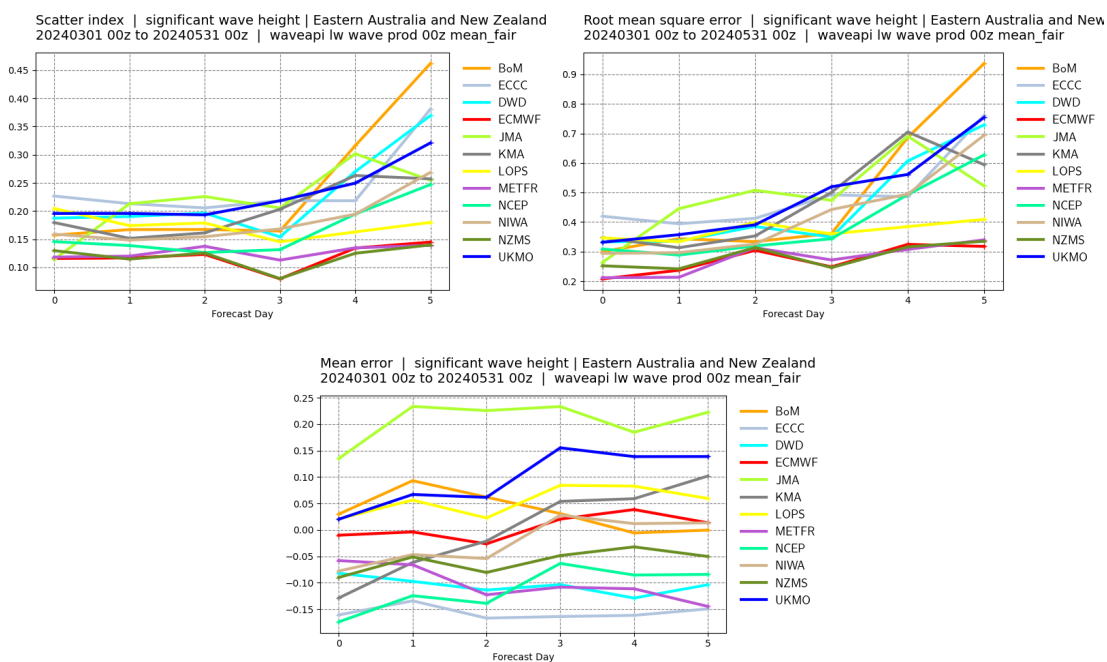 Scatter index | significant wave height | Eastern Australia and New Zealand
20240301 00z to 20240531 00z | waveapi lw wave prod 00z mean_fair
0.45
0.40
0.35
0.30
0.25
0.20
0.15
0.10
0 1 2 3 4 5
Forecast Day
BoM
ECCC
DWD
ECMWF
JMA
KMA
LOPS
METFR
NCEP
NIWA
NZMS
UKMO
Root mean square error | significant wave height | Eastern Australia and New
20240301 00z to 20240531 00z | waveapi lw wave prod 00z mean_fair
0.9
0.8
0.7
0.6
0.5
0.4
0.3
0.2
0 1 2 3 4 5
Forecast Day
BoM
ECCC
DWD
ECMWF
JMA
KMA
LOPS
METFR
NCEP
NIWA
NZMS
UKMO
Mean error | significant wave height | Eastern Australia and New Zealand
20240301 00z to 20240531 00z | waveapi lw wave prod 00z mean_fair
0.25
0.20
0.15
0.10
0.05
0.00
−0.05
−0.10
−0.15
0 1 2 3 4 5
Forecast Day
BoM
ECCC
DWD
ECMWF
JMA
KMA
LOPS
METFR
NCEP
NIWA
NZMS
UKMO